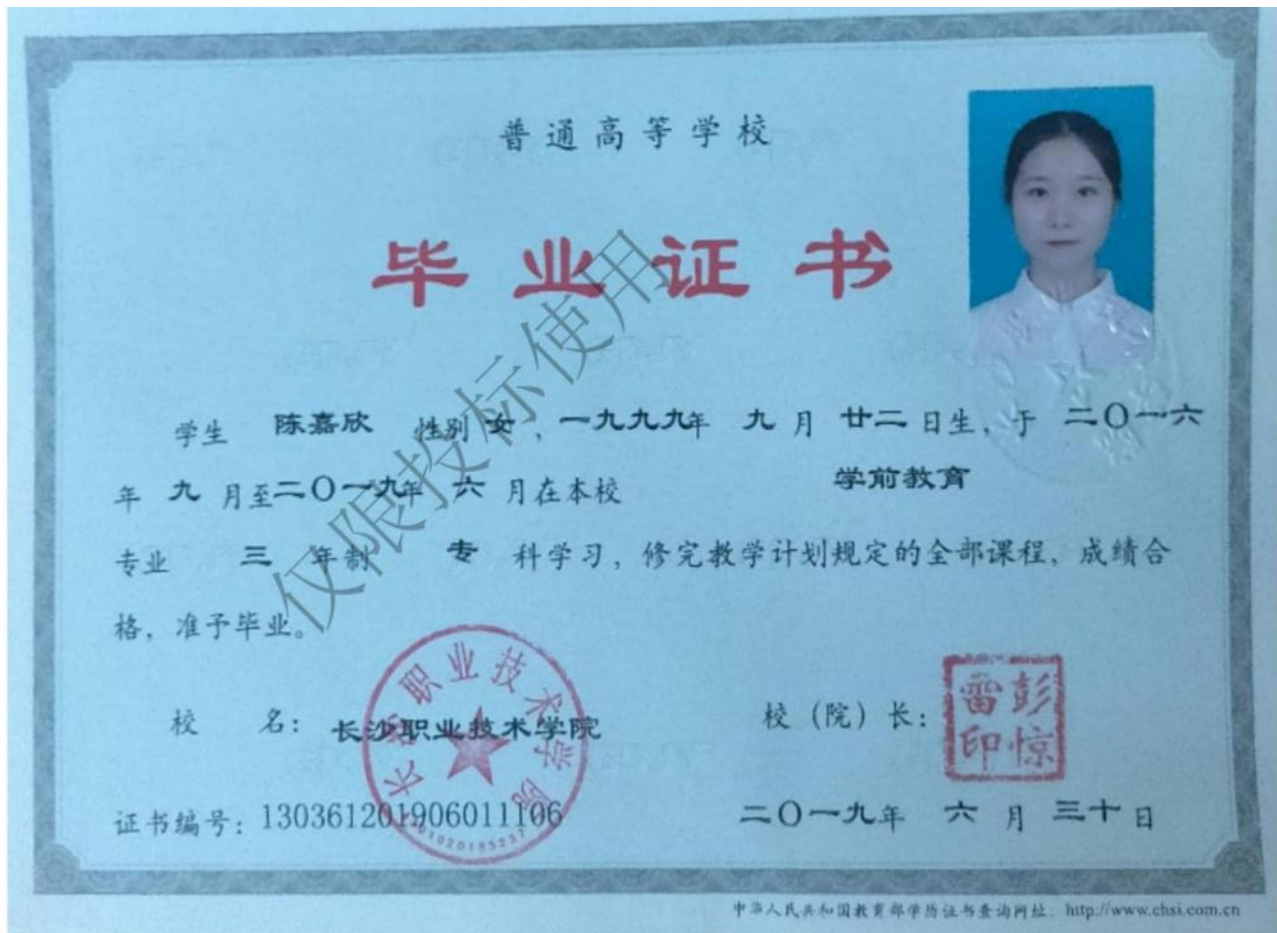 普通高等学校
毕业证书
学生 陈嘉欣 性别 女，一九九九年 九 月 廿二 日生，于 二〇一六
年 九 月至二〇一九年 六 月在本校 学前教育
专业 三 年制 专 科学习，修完教学计划规定的全部课程，成绩合
格，准予毕业。
校 名：长沙职业技术学院
校（院）长：
彭惊雷印
证书编号：130361201906011106
二〇一九年 六 月 三十 日
长沙职业技术学院
仅限投标使用
中华人民共和国教育部学历证书查询网址：http://www.chsi.com.cn